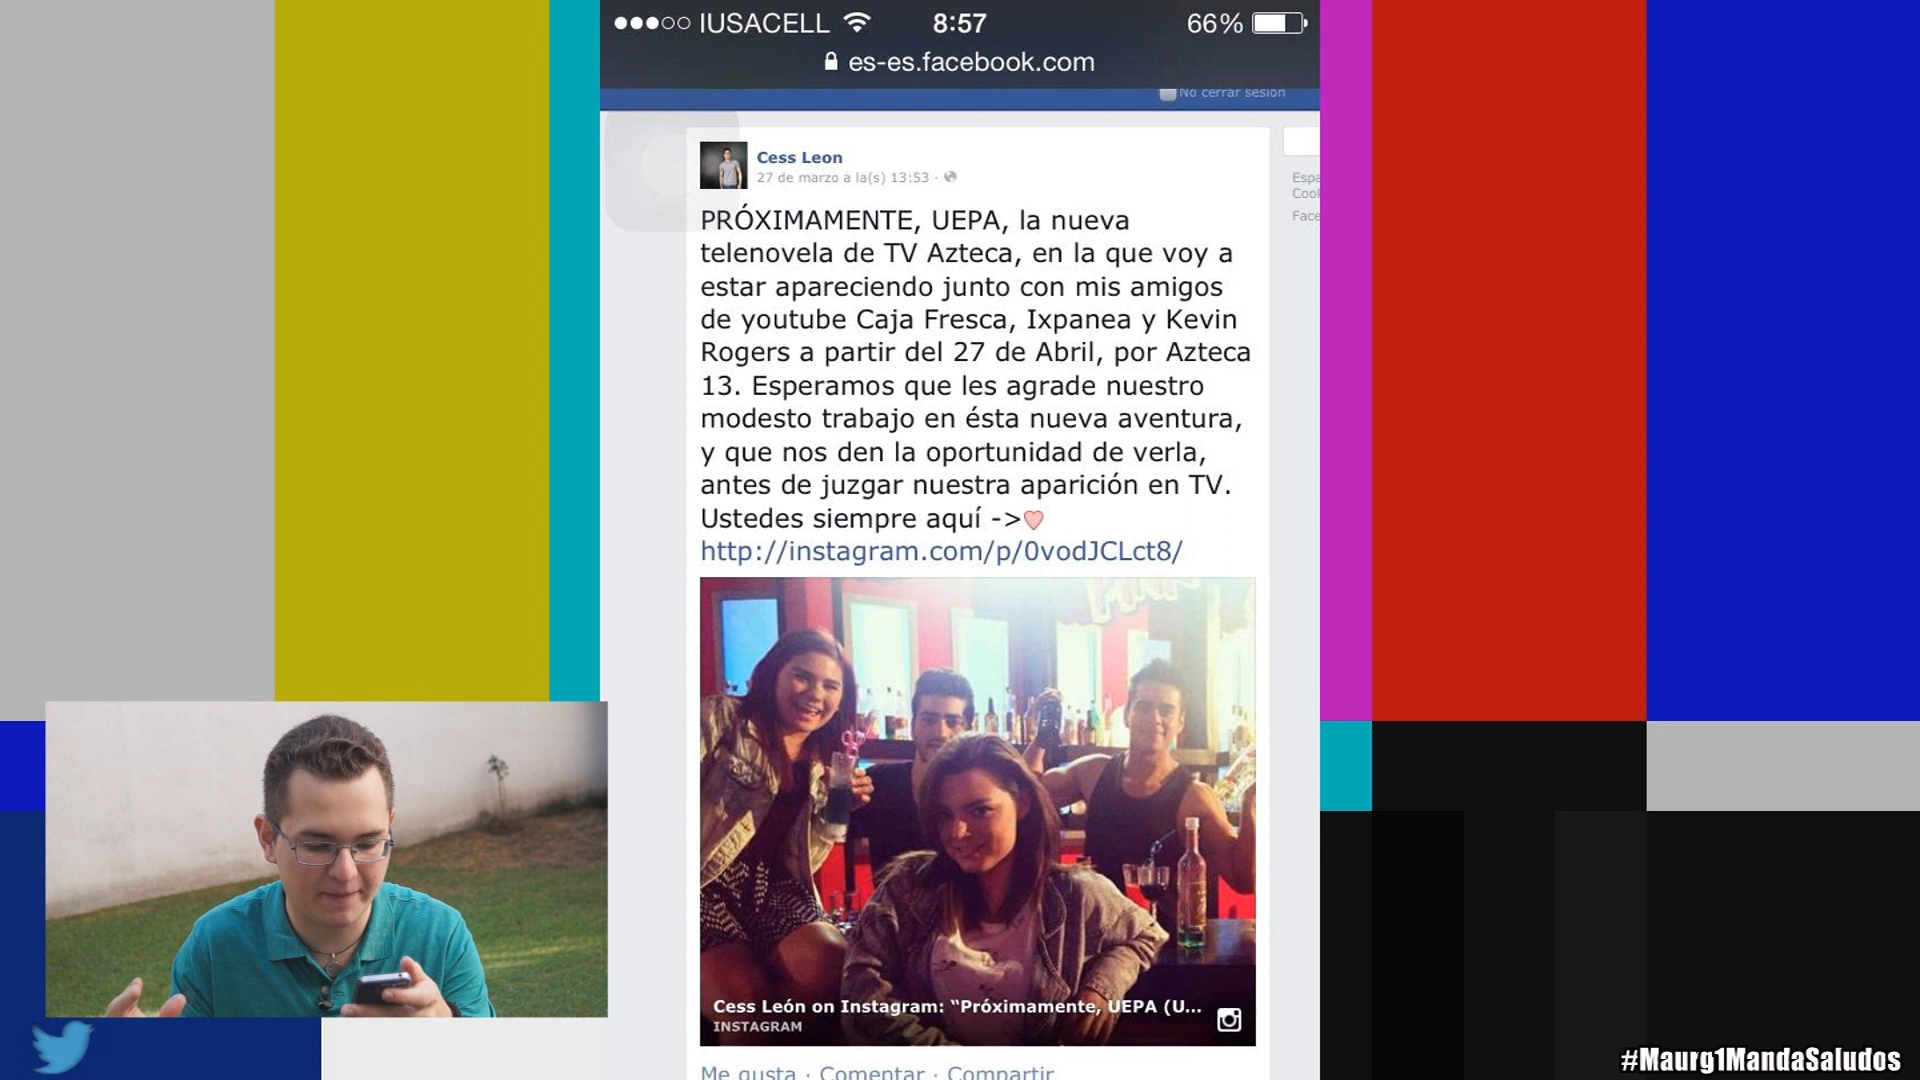 IUSACELL 8:57 66%
es-es.facebook.com
No cerrar sesión
Cess Leon
27 de marzo a la(s) 13:53 ·
PRÓXIMAMENTE, UEPA, la nueva
telenovela de TV Azteca, en la que voy a
estar apareciendo junto con mis amigos
de youtube Caja Fresca, Ixpanea y Kevin
Rogers a partir del 27 de Abril, por Azteca
13. Esperamos que les agrade nuestro
modesto trabajo en ésta nueva aventura,
y que nos den la oportunidad de verla,
antes de juzgar nuestra aparición en TV.
Ustedes siempre aquí ->
http://instagram.com/p/0vodJCLct8/
Cess León on Instagram: “Próximamente, UEPA (U...
INSTAGRAM
Me gusta · Comentar · Compartir
Espa
Cool
Face
#Maurg1MandaSaludos